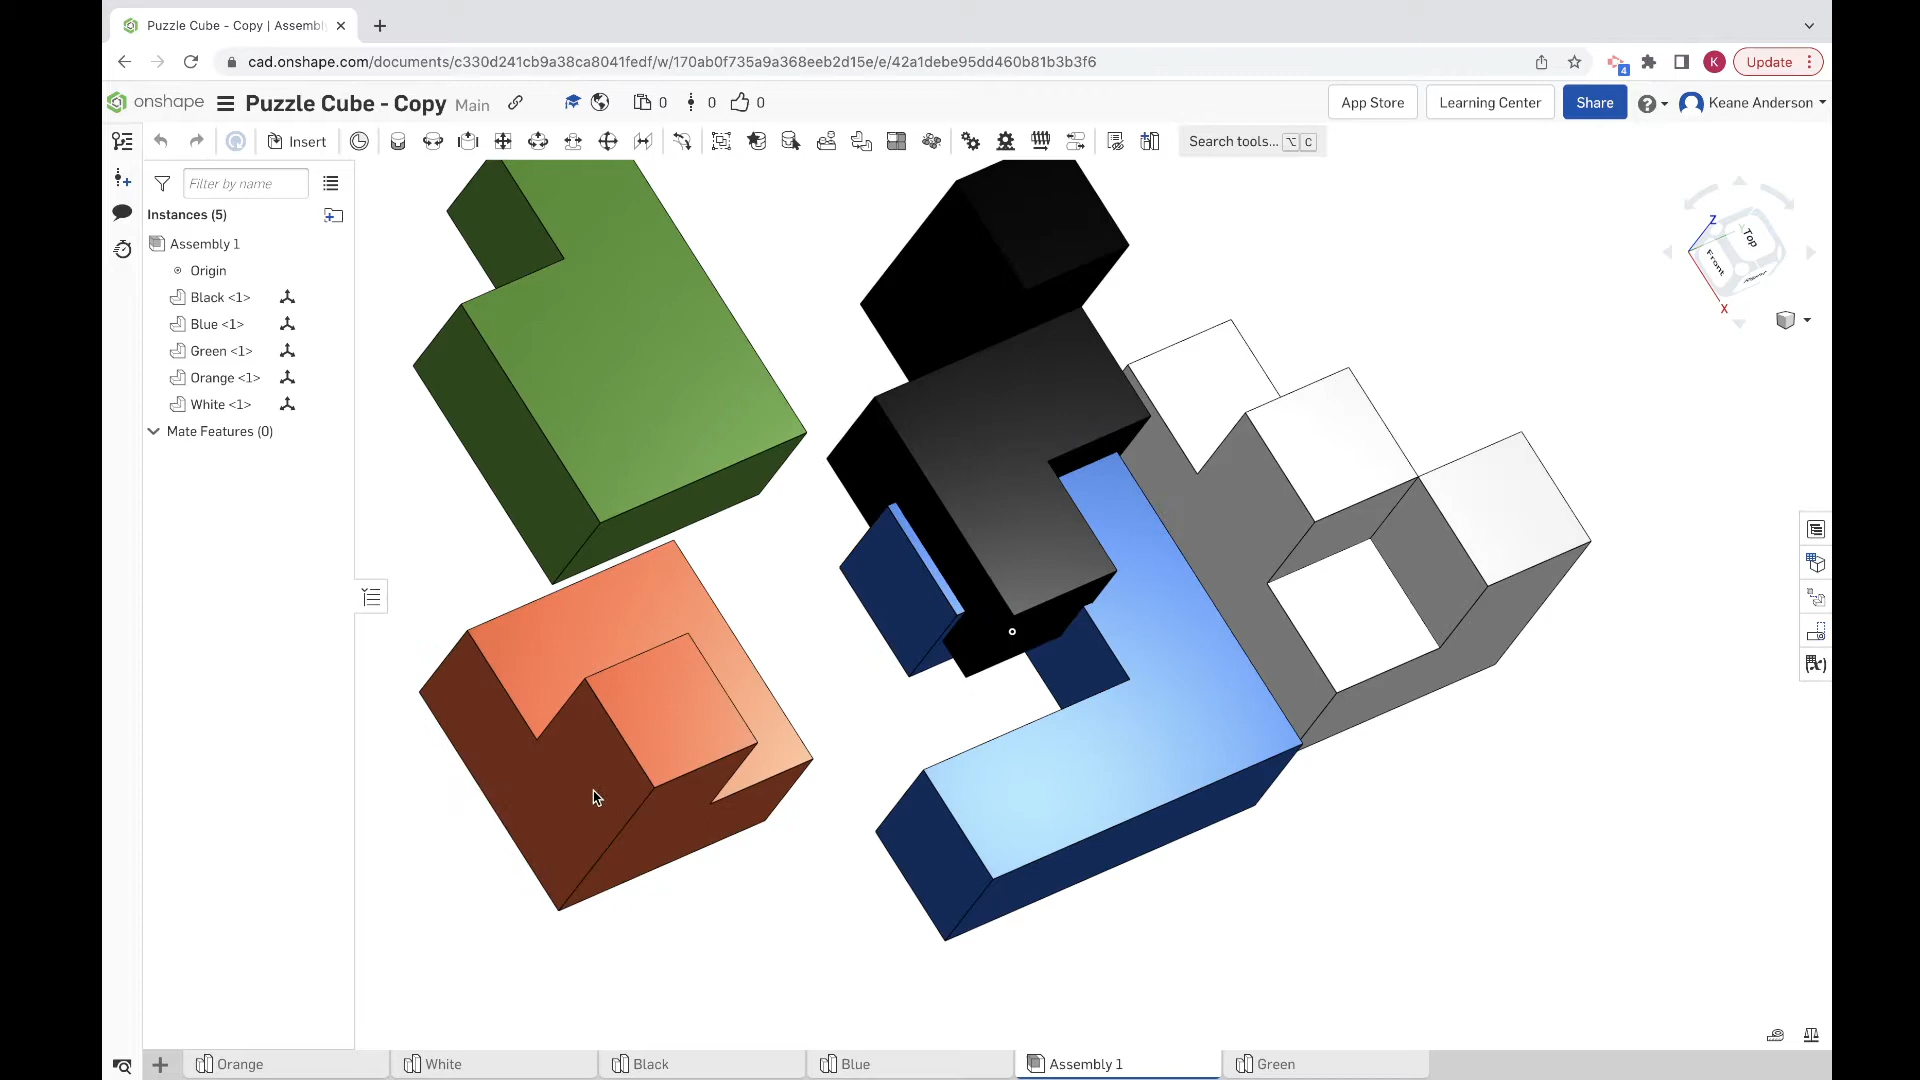 Puzzle Cube - Copy | Assembl
cad.onshape.com/documents/c330d241cb9a38ca8041fedf/w/170ab0f735a9a368eeb2d15e/e/42a1debe95dd460b81b3b3f6
4
K
Update
onshape
Puzzle Cube - Copy Main
0
0
0
App Store
Learning Center
Share
Keane Anderson
Insert
Search tools... ⌥ C
Filter by name
Instances (5)
Assembly 1
Origin
Black <1>
Blue <1>
Green <1>
Orange <1>
White <1>
Mate Features (0)
Z
Top
Front
X
Orange
White
Black
Blue
Assembly 1
Green